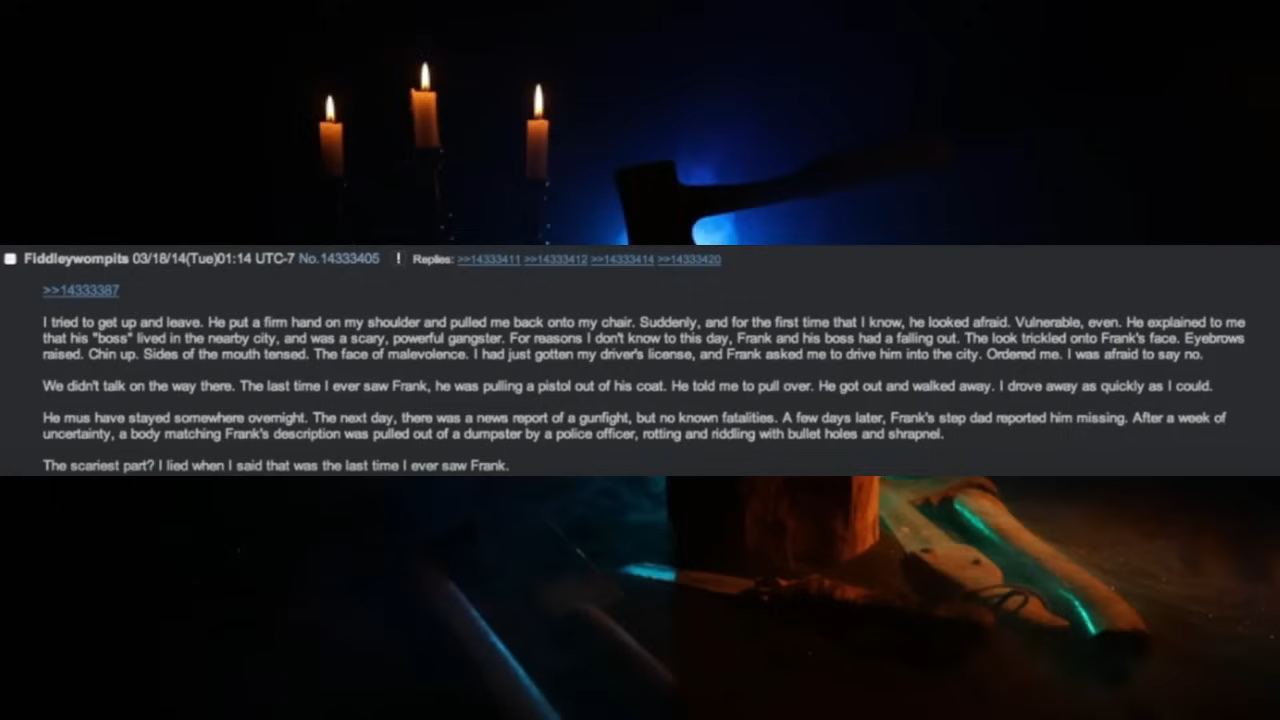 Fiddleywompits 03/18/14(Tue)01:14 UTC-7 No.14333405 ! Replies: >>14333411 >>14333412 >>14333414 >>14333420
>>14333387
I tried to get up and leave. He put a firm hand on my shoulder and pulled me back onto my chair. Suddenly, and for the first time that I know, he looked afraid. Vulnerable, even. He explained to me
that his "boss" lived in the nearby city, and was a scary, powerful gangster. For reasons I don't know to this day, Frank and his boss had a falling out. The look trickled onto Frank's face. Eyebrows
raised. Chin up. Sides of the mouth tensed. The face of malevolence. I had just gotten my driver's license, and Frank asked me to drive him into the city. Ordered me. I was afraid to say no.
We didn't talk on the way there. The last time I ever saw Frank, he was pulling a pistol out of his coat. He told me to pull over. He got out and walked away. I drove away as quickly as I could.
He mus have stayed somewhere overnight. The next day, there was a news report of a gunfight, but no known fatalities. A few days later, Frank's step dad reported him missing. After a week of
uncertainty, a body matching Frank's description was pulled out of a dumpster by a police officer, rotting and riddling with bullet holes and shrapnel.
The scariest part? I lied when I said that was the last time I ever saw Frank.